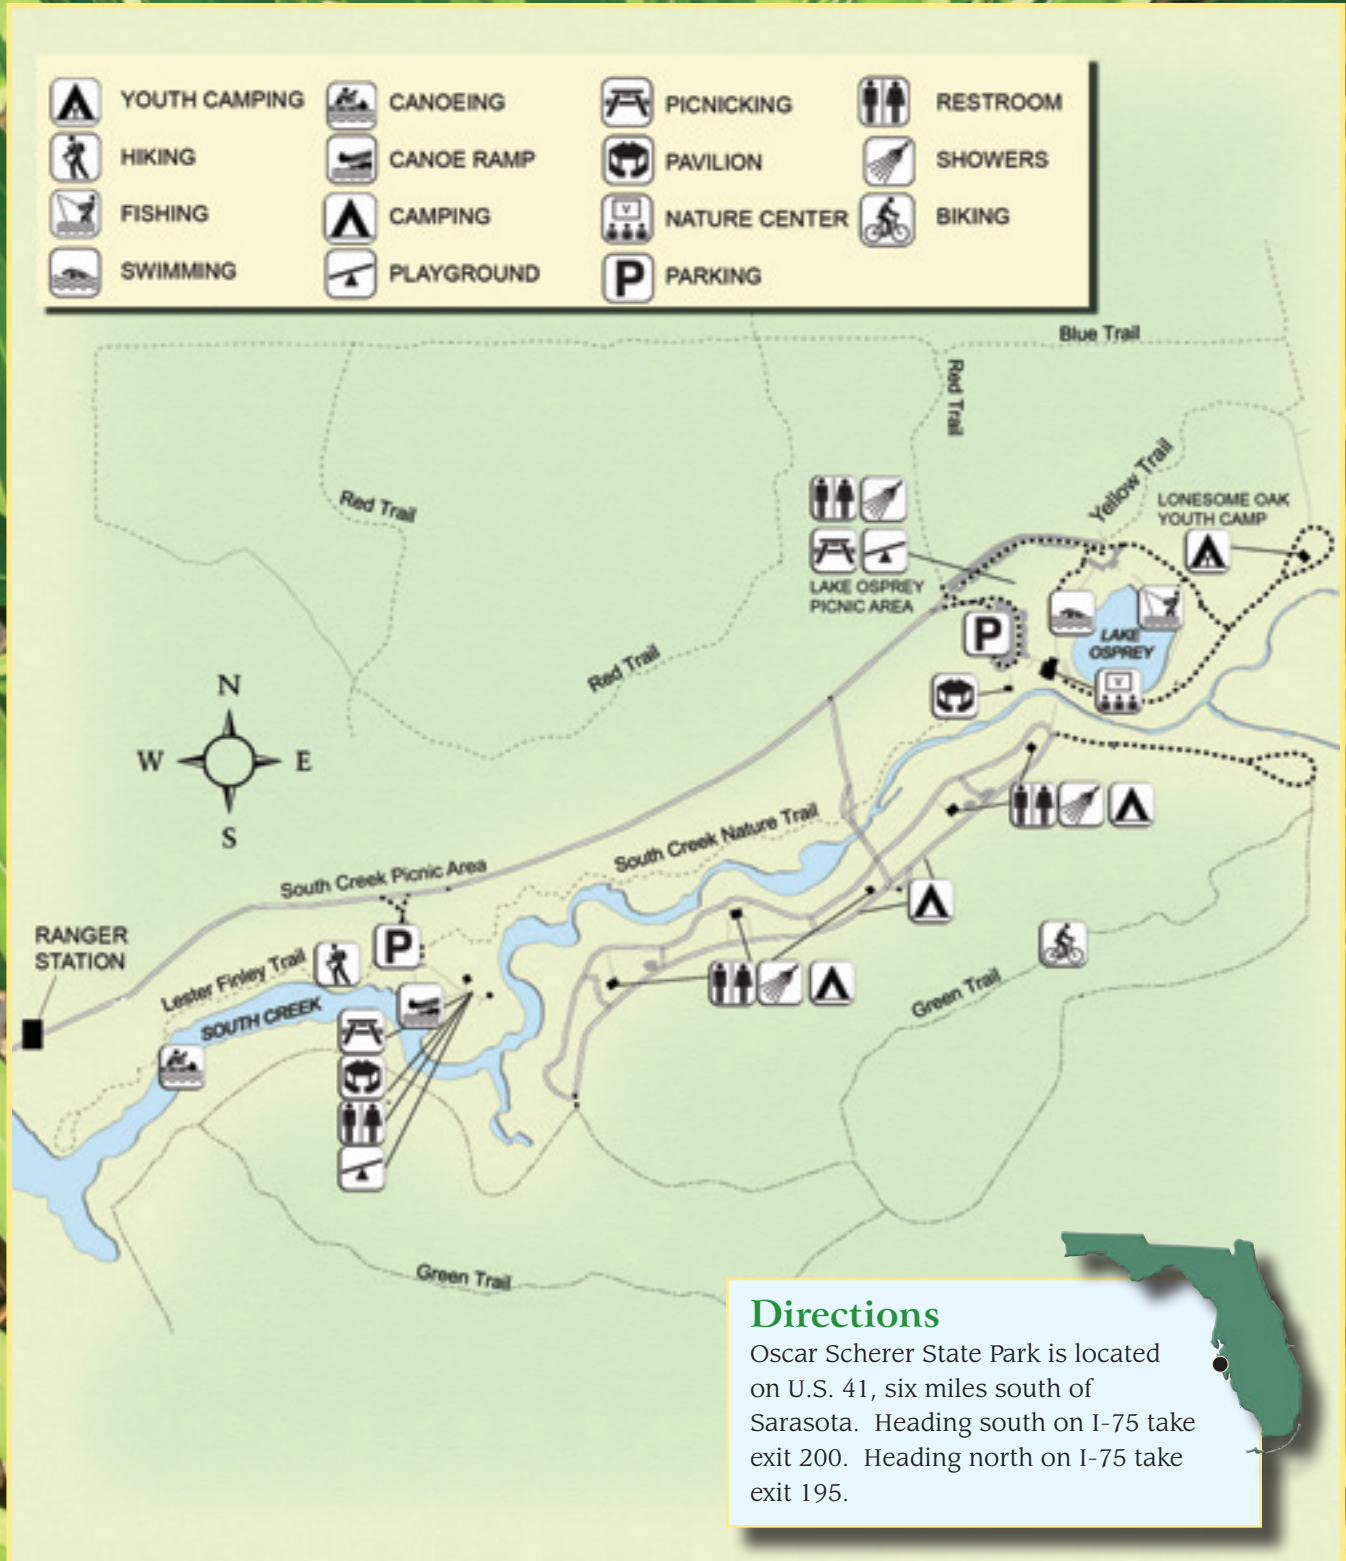 YOUTH CAMPING
HIKING
FISHING
SWIMMING
CANOEING
CANOE RAMP
CAMPING
PLAYGROUND
PICNICKING
PAVILION
V
NATURE CENTER
P
PARKING
RESTROOM
SHOWERS
BIKING
Blue Trail
Red Trail
Yellow Trail
Red Trail
LONESOME OAK
YOUTH CAMP
LAKE OSPREY
PICNIC AREA
P
LAKE
OSPREY
V
Red Trail
N
W
E
S
South Creek Nature Trail
South Creek Picnic Area
RANGER
STATION
P
Lester Finley Trail
SOUTH CREEK
Green Trail
Green Trail
Directions
Oscar Scherer State Park is located
on U.S. 41, six miles south of
Sarasota.  Heading south on I-75 take
exit 200.  Heading north on I-75 take
exit 195.